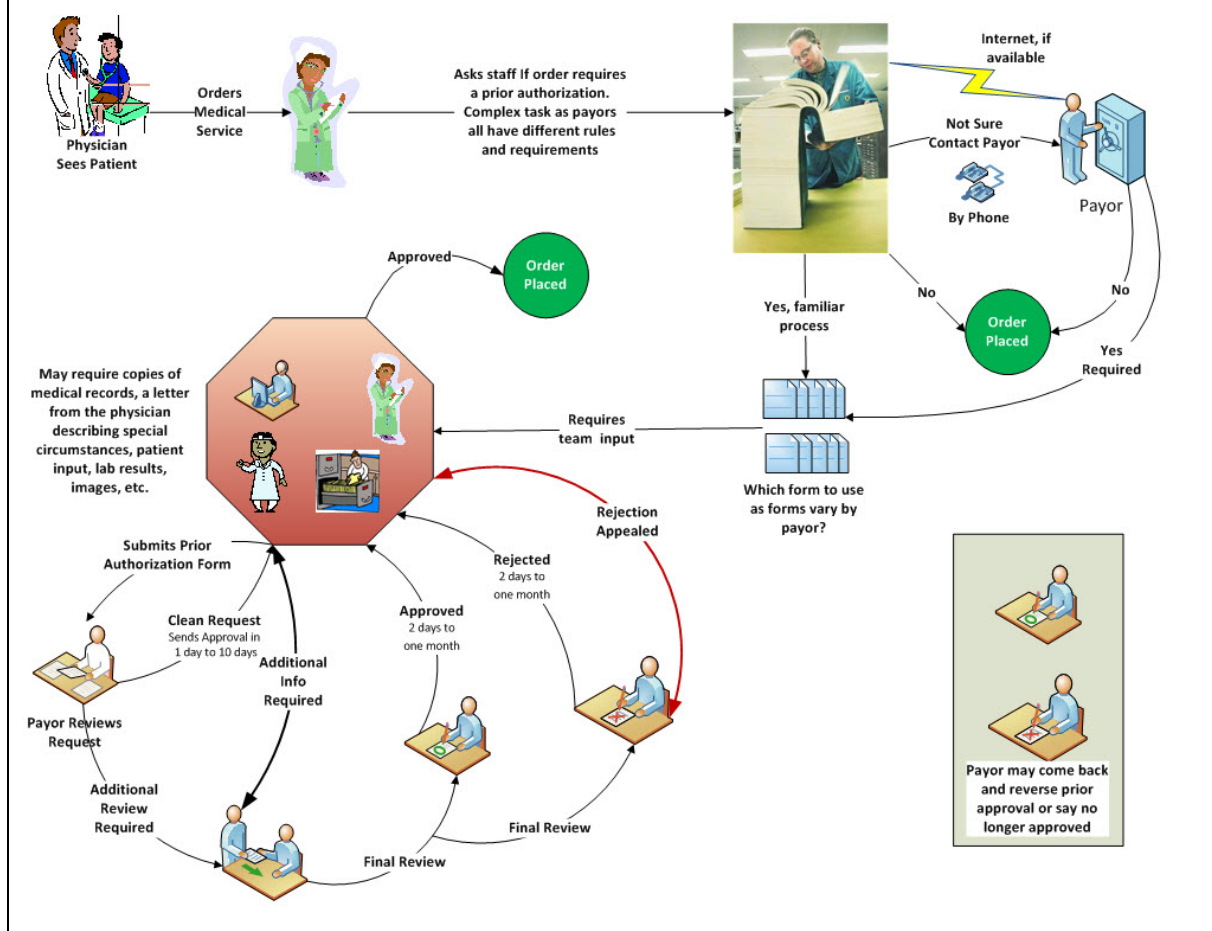 Physician
Sees Patient
Orders
Medical
Service
Asks staff If order requires
a prior authorization.
Complex task as payors
all have different rules
and requirements
Internet, if
available
Not Sure
Contact Payor
By Phone
Payor
No
No
Order
Placed
Yes
Required
Yes, familiar
process
Which form to use
as forms vary by
payor?
Requires
team input
Approved
Order
Placed
May require copies of
medical records, a letter
from the physician
describing special
circumstances, patient
input, lab results,
images, etc.
Submits Prior
Authorization Form
Clean Request
Sends Approval in
1 day to 10 days
Payor Reviews
Request
Additional
Review
Required
Additional
Info
Required
Final Review
Approved
2 days to
one month
Final Review
Rejected
2 days to
one month
Rejection
Appealed
Payor may come back
and reverse prior
approval or say no
longer approved